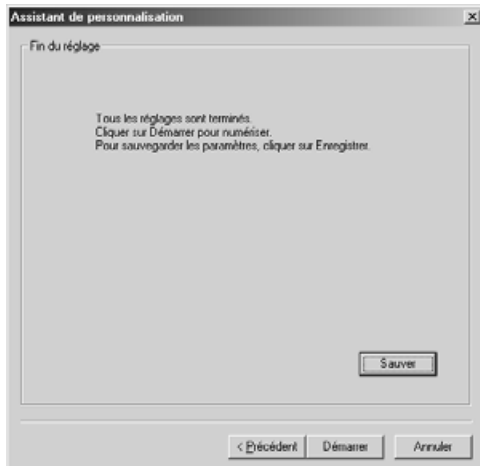 Assistant de personnalisation
Fin du réglage
Tous les réglages sont terminés.
Cliquer sur Démarrer pour numériser.
Pour sauvegarder les paramètres, cliquer sur Enregistrer.
Sauver
< Précédent Démarrer Annuler